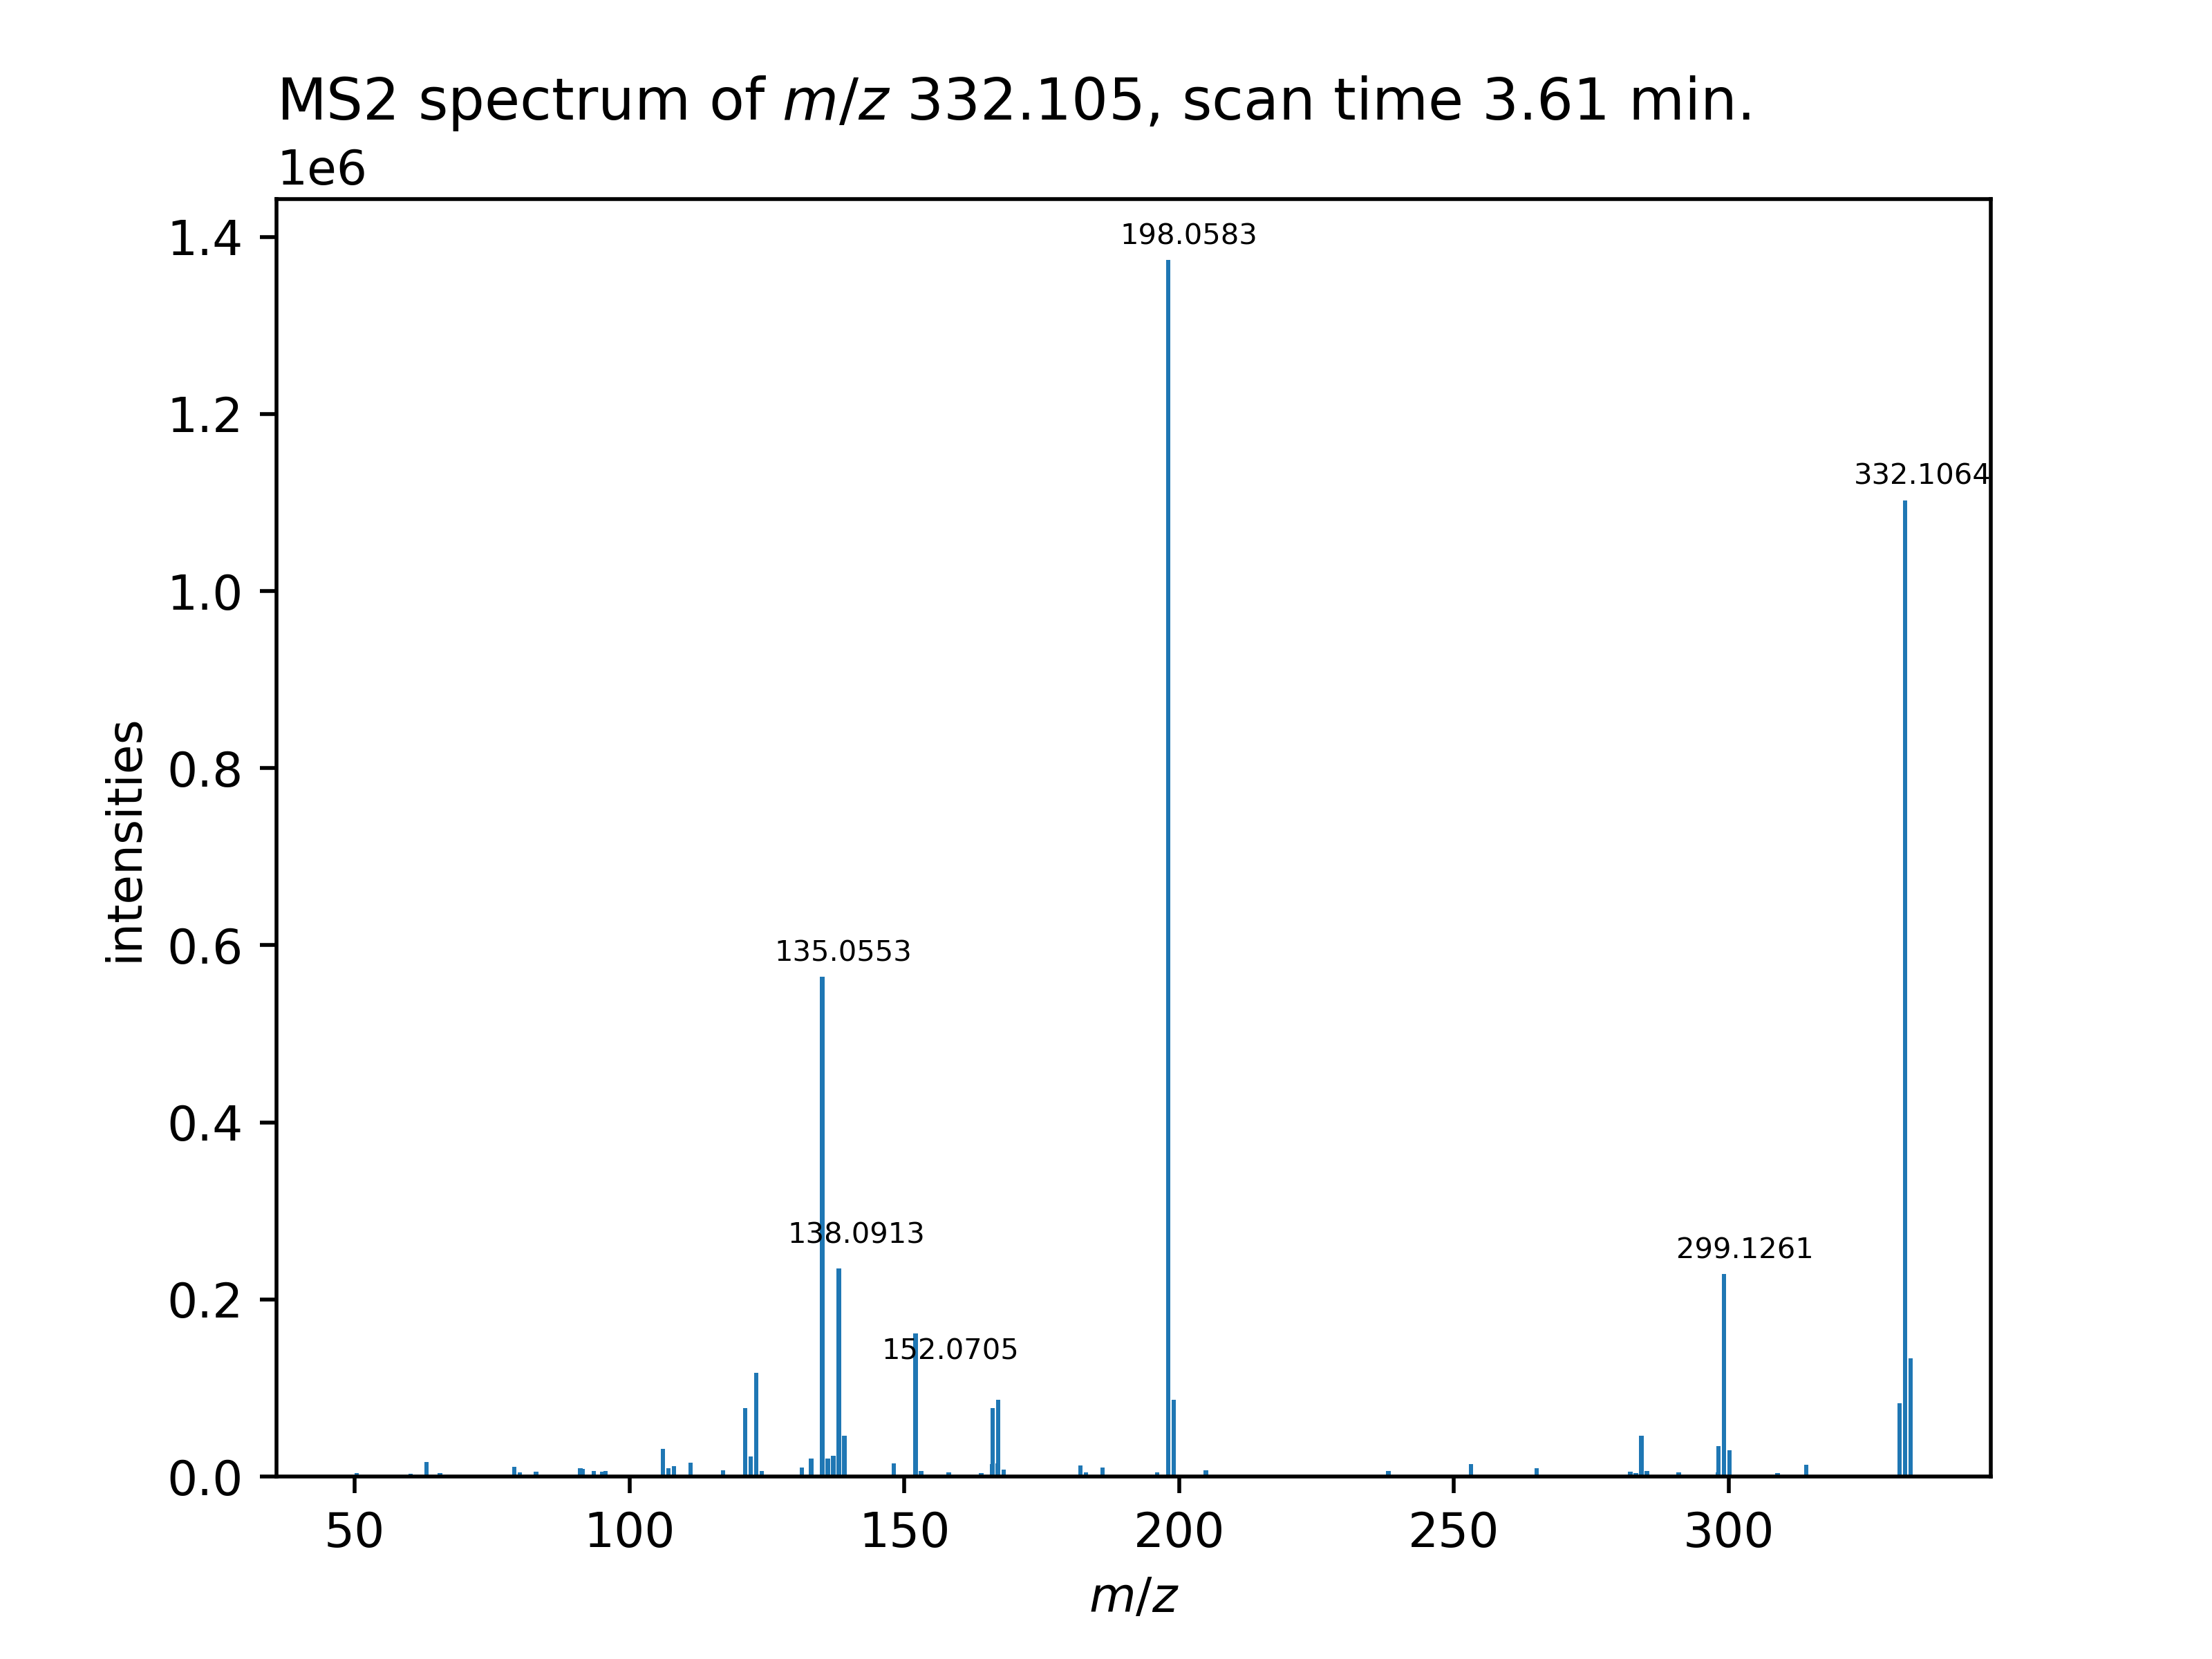 MS2 spectrum of m/z 332.105, scan time 3.61 min.
1e6
1.4
1.2
1.0
0.8
0.6
0.4
0.2
0.0
intensities
198.0583
332.1064
135.0553
138.0913
299.1261
152.0705
50 100 150 200 250 300
m/z